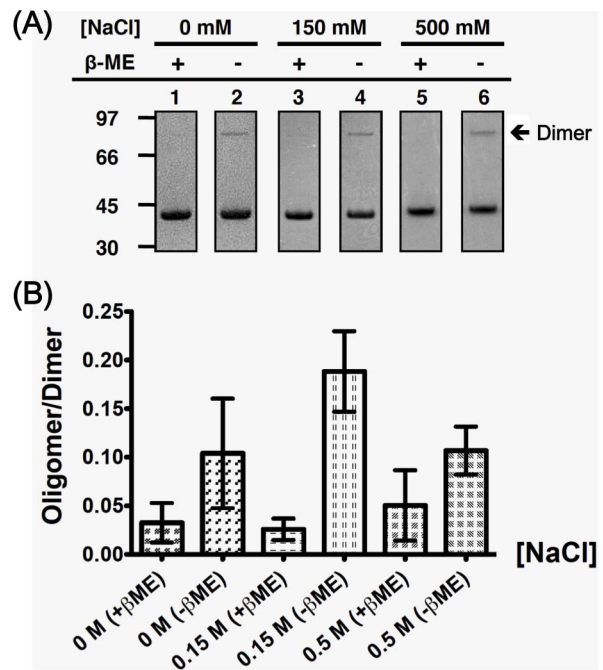 (A)
[NaCl] 0 mM 150 mM 500 mM
β-ME + - + - + -
1 2 3 4 5 6
97
← Dimer
66
45
30
(B)
Oligomer/Dimer
0.25
0.20
0.15
0.10
0.05
0.00
[NaCl]
0 M (+βME)
0 M (-βME)
0.15 M (+βME)
0.15 M (-βME)
0.5 M (+βME)
0.5 M (-βME)